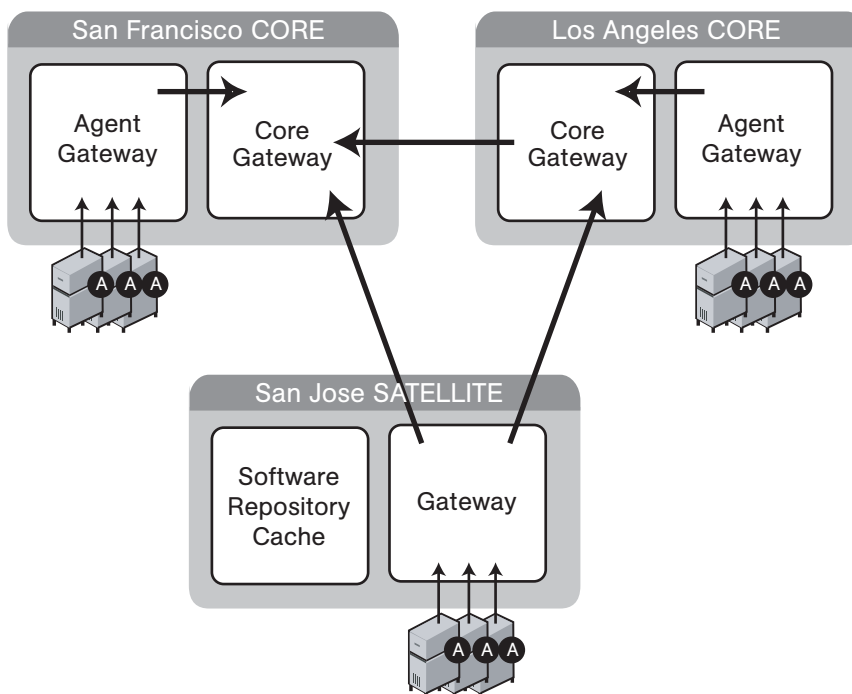 San Francisco CORE
Agent
Gateway
Core
Gateway
A
A
A
Los Angeles CORE
Core
Gateway
Agent
Gateway
A
A
A
San Jose SATELLITE
Software
Repository
Cache
Gateway
A
A
A